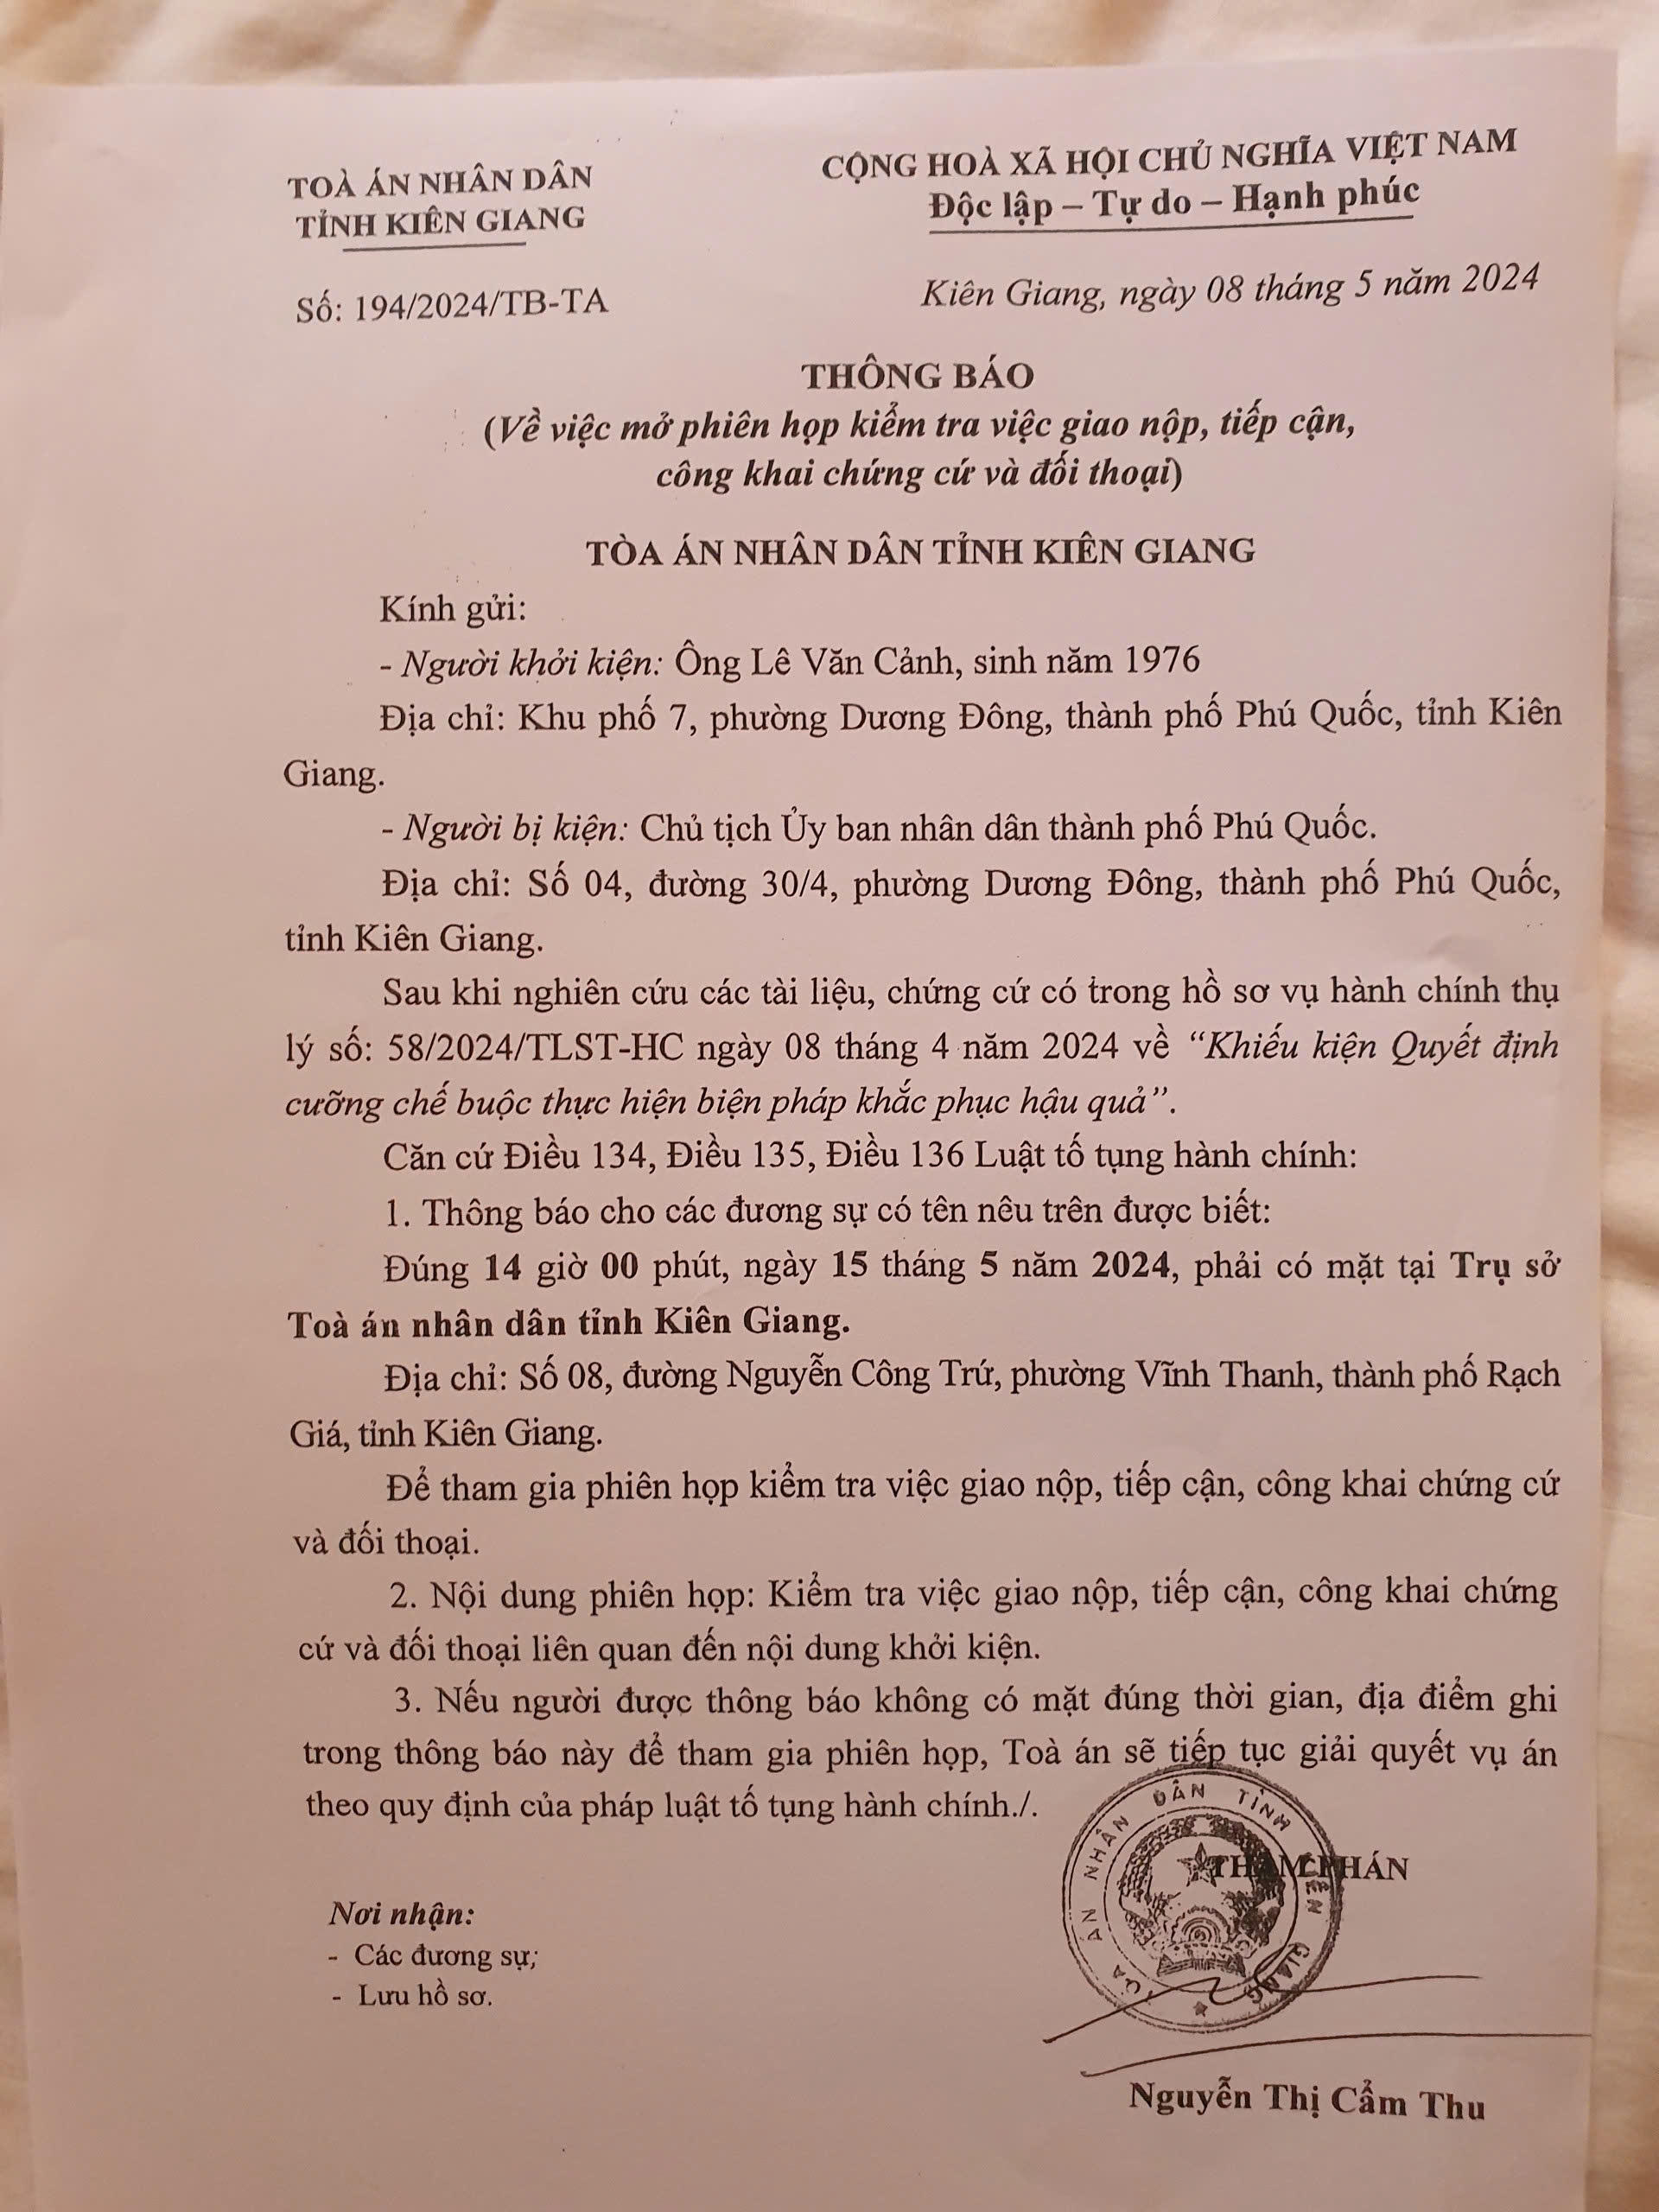 TOÀ ÁN NHÂN DÂN
TỈNH KIÊN GIANG
CỘNG HOÀ XÃ HỘI CHỦ NGHĨA VIỆT NAM
Độc lập – Tự do – Hạnh phúc
Số: 194/2024/TB-TA
Kiên Giang, ngày 08 tháng 5 năm 2024
THÔNG BÁO
(Về việc mở phiên họp kiểm tra việc giao nộp, tiếp cận,
công khai chứng cứ và đối thoại)
TÒA ÁN NHÂN DÂN TỈNH KIÊN GIANG
Kính gửi:
- Người khởi kiện: Ông Lê Văn Cảnh, sinh năm 1976
Địa chỉ: Khu phố 7, phường Dương Đông, thành phố Phú Quốc, tỉnh Kiên
Giang.
- Người bị kiện: Chủ tịch Ủy ban nhân dân thành phố Phú Quốc.
Địa chỉ: Số 04, đường 30/4, phường Dương Đông, thành phố Phú Quốc,
tỉnh Kiên Giang.
Sau khi nghiên cứu các tài liệu, chứng cứ có trong hồ sơ vụ hành chính thụ
lý số: 58/2024/TLST-HC ngày 08 tháng 4 năm 2024 về “Khiếu kiện Quyết định
cưỡng chế buộc thực hiện biện pháp khắc phục hậu quả”.
Căn cứ Điều 134, Điều 135, Điều 136 Luật tố tụng hành chính:
1. Thông báo cho các đương sự có tên nêu trên được biết:
Đúng 14 giờ 00 phút, ngày 15 tháng 5 năm 2024, phải có mặt tại Trụ sở
Toà án nhân dân tỉnh Kiên Giang.
Địa chỉ: Số 08, đường Nguyễn Công Trứ, phường Vĩnh Thanh, thành phố Rạch
Giá, tỉnh Kiên Giang.
Để tham gia phiên họp kiểm tra việc giao nộp, tiếp cận, công khai chứng cứ
và đối thoại.
2. Nội dung phiên họp: Kiểm tra việc giao nộp, tiếp cận, công khai chứng
cứ và đối thoại liên quan đến nội dung khởi kiện.
3. Nếu người được thông báo không có mặt đúng thời gian, địa điểm ghi
trong thông báo này để tham gia phiên họp, Toà án sẽ tiếp tục giải quyết vụ án
theo quy định của pháp luật tố tụng hành chính./.
THẨM PHÁN
TÒA ÁN NHÂN DÂN TỈNH KIÊN GIANG
Nơi nhận:
- Các đương sự;
- Lưu hồ sơ.
Nguyễn Thị Cẩm Thu